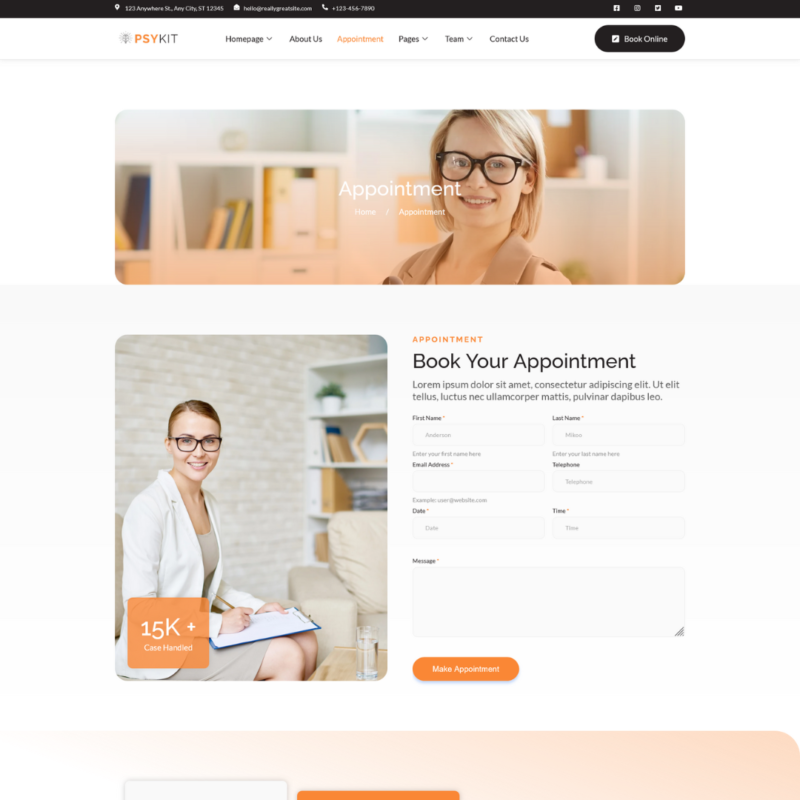 123 Anywhere St., Any City, ST 12345 hello@reallygreatsite.com +123-456-7890
PSYKIT Homepage About Us Appointment Pages Team Contact Us Book Online
Appointment
Home / Appointment
APPOINTMENT
Book Your Appointment
Lorem ipsum dolor sit amet, consectetur adipiscing elit. Ut elit
tellus, luctus nec ullamcorper mattis, pulvinar dapibus leo.
First Name * Last Name *
Anderson Mikon
Enter your first name here Enter your last name here
Email Address * Telephone
Telephone
Example: user@website.com
Date * Time *
Date Time
Message *
15K +
Case Handled
Make Appointment